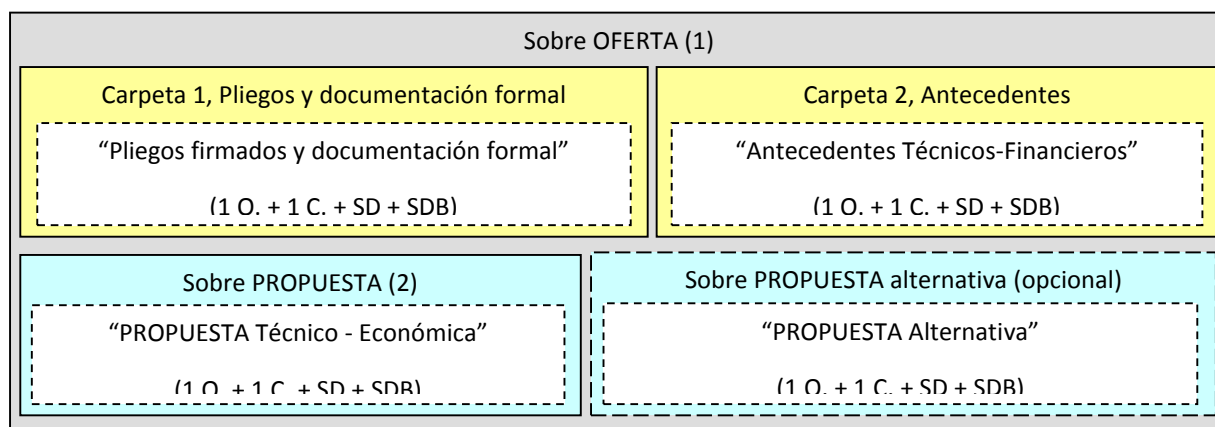 Sobre OFERTA (1)
Carpeta 1, Pliegos y documentación formal
“Pliegos firmados y documentación formal”
(1 O. + 1 C. + SD + SDB)
Carpeta 2, Antecedentes
“Antecedentes Técnicos-Financieros”
(1 O. + 1 C. + SD + SDB)
Sobre PROPUESTA (2)
“PROPUESTA Técnico - Económica”
(1 O. + 1 C. + SD + SDB)
Sobre PROPUESTA alternativa (opcional)
“PROPUESTA Alternativa”
(1 O. + 1 C. + SD + SDB)